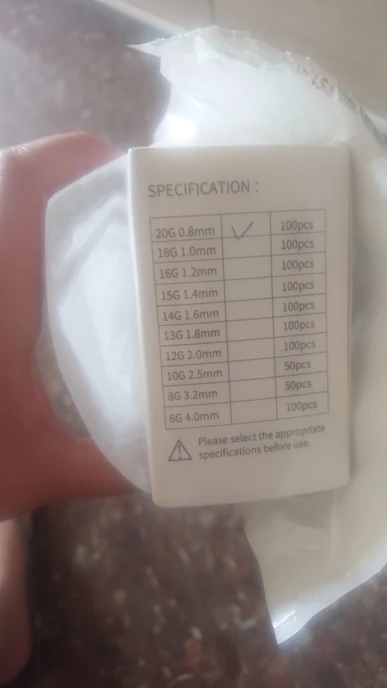 SPECIFICATION :
20G 0.8mm ✓ 100pcs
18G 1.0mm 100pcs
16G 1.2mm 100pcs
15G 1.4mm 100pcs
14G 1.6mm 100pcs
13G 1.8mm 100pcs
12G 2.0mm 100pcs
10G 2.5mm 50pcs
8G 3.2mm 50pcs
6G 4.0mm 100pcs
Please select the appropriate
specifications before use.